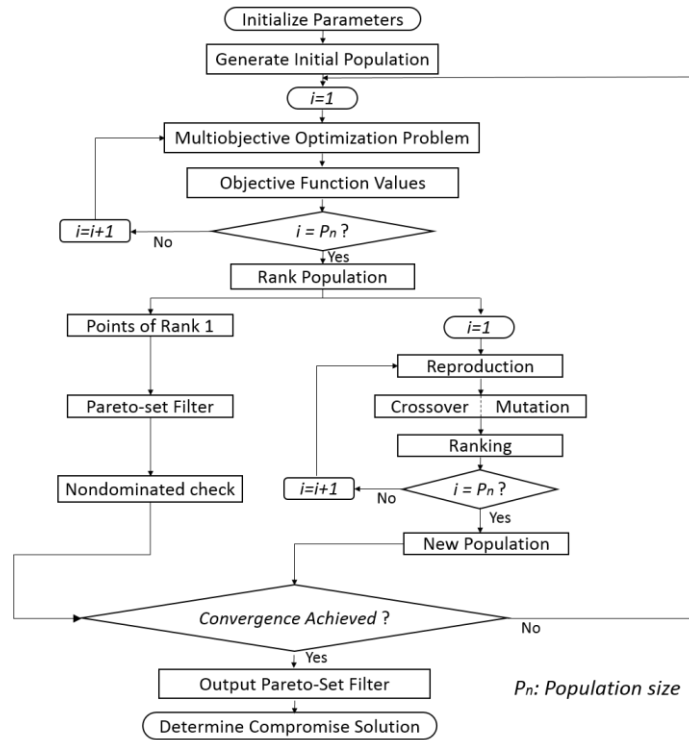 Initialize Parameters
Generate Initial Population
i=1
Multiobjective Optimization Problem
Objective Function Values
i=i+1
No
i = Pn ?
Yes
Rank Population
Points of Rank 1
i=1
Reproduction
Pareto-set Filter
Crossover Mutation
Ranking
Nondominated check
i=i+1
No
i = Pn ?
Yes
New Population
Convergence Achieved ?
No
Yes
Output Pareto-Set Filter
Pn: Population size
Determine Compromise Solution